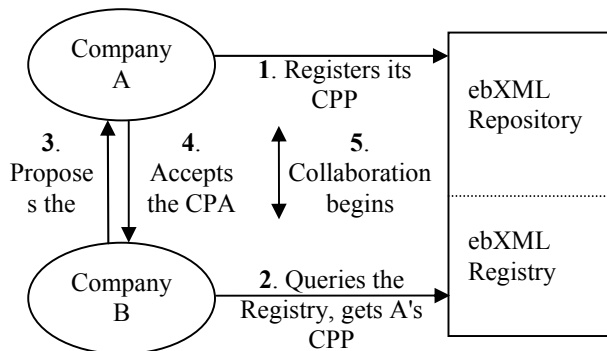 Company
A
1. Registers its
CPP
ebXML
Repository
3.
Propose
s the
4.
Accepts
the CPA
5.
Collaboration
begins
ebXML
Registry
Company
B
2. Queries the
Registry, gets A's
CPP